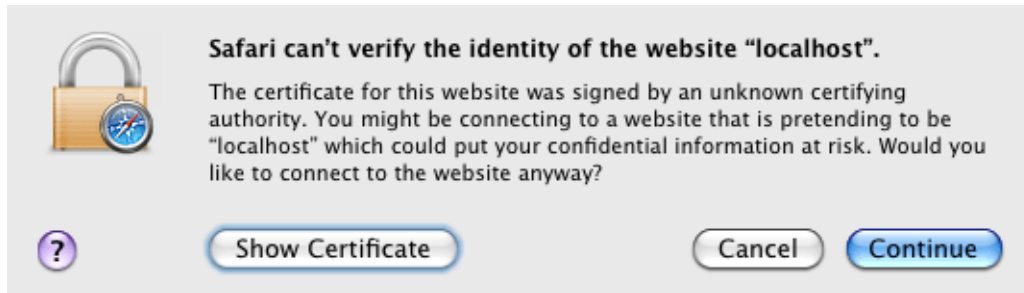 Safari can't verify the identity of the website “localhost”.
The certificate for this website was signed by an unknown certifying
authority. You might be connecting to a website that is pretending to be
“localhost” which could put your confidential information at risk. Would you
like to connect to the website anyway?
? Show Certificate Cancel Continue